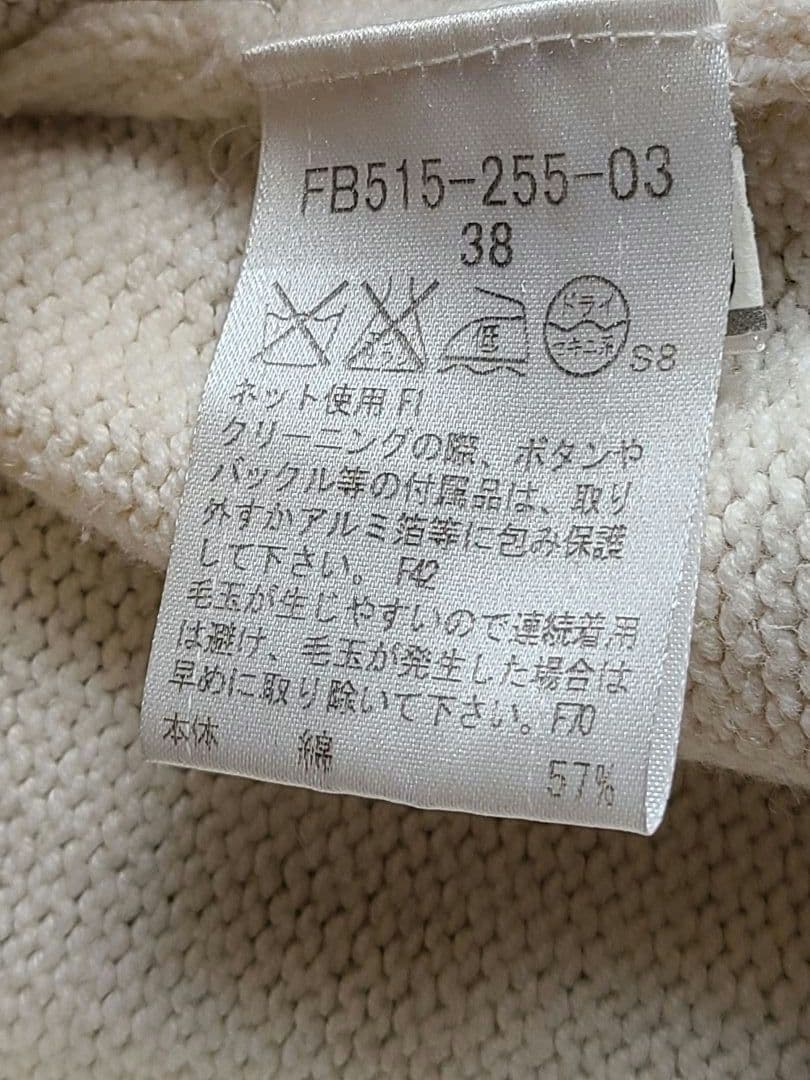 FB515-255-03
38
低
ドライ
セキユ系
S8
ネット使用 F1
クリーニングの際、ボタンや
バックル等の付属品は、取り
外すかアルミ箔等に包み保護
して下さい。 F42
毛玉が生じやすいので連続着用
は避け、毛玉が発生した場合は
早めに取り除いて下さい。F70
本体 綿 57%